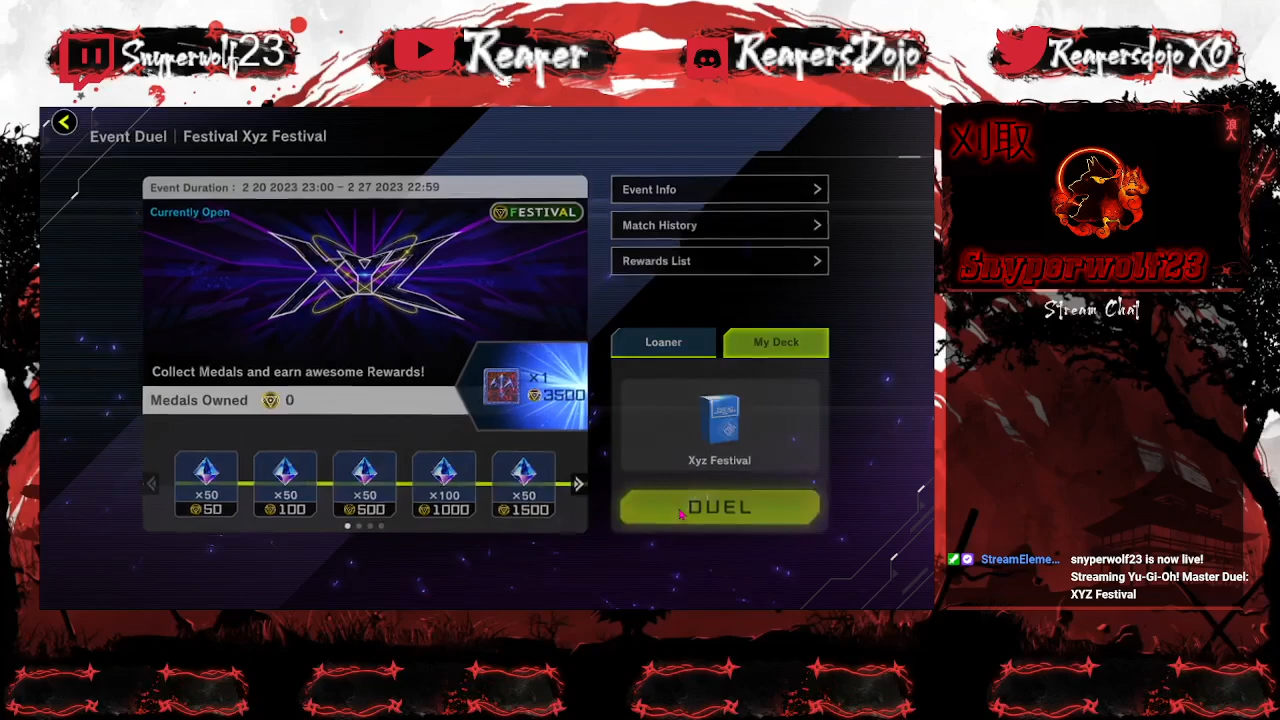 Snyperwolf23
Reaper
ReapersDojo
ReapersdojoXO
Event Duel | Festival Xyz Festival
Event Duration : 2 20 2023 23:00 - 2 27 2023 22:59
Currently Open
FESTIVAL
XYZ
Collect Medals and earn awesome Rewards!
×1
3500
Medals Owned 0
×50 ×50 ×50 ×100 ×50
50 100 500 1000 1500
Event Info
Match History
Rewards List
Loaner My Deck
Xyz Festival
DUEL
刈取
浪人
Snyperwolf23
Stream Chat
StreamEleme... snyperwolf23 is now live!
Streaming Yu-Gi-Oh! Master Duel:
XYZ Festival